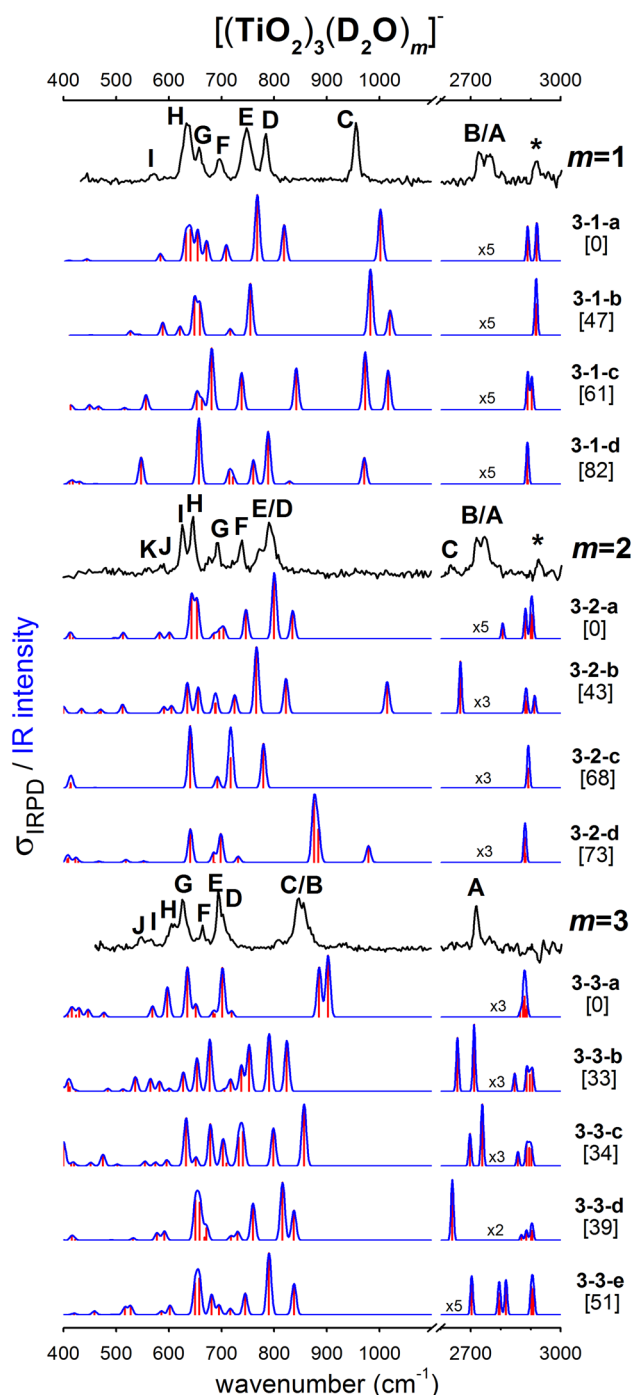 [(TiO2)3(D2O)m]-
400 500 600 700 800 900 1000 2700 3000
H G F E D C B/A * m=1
I
3-1-a
x5 [0]
3-1-b
x5 [47]
3-1-c
x5 [61]
3-1-d
x5 [82]
K J I H G F E/D C B/A * m=2
3-2-a
x5 [0]
3-2-b
x3 [43]
3-2-c
x3 [68]
3-2-d
x3 [73]
J I H G F E D C/B A m=3
3-3-a
x3 [0]
3-3-b
x3 [33]
3-3-c
x3 [34]
3-3-d
x2 [39]
3-3-e
x5 [51]
400 500 600 700 800 900 1000 2700 3000
wavenumber (cm-1)
σIRPD / IR intensity